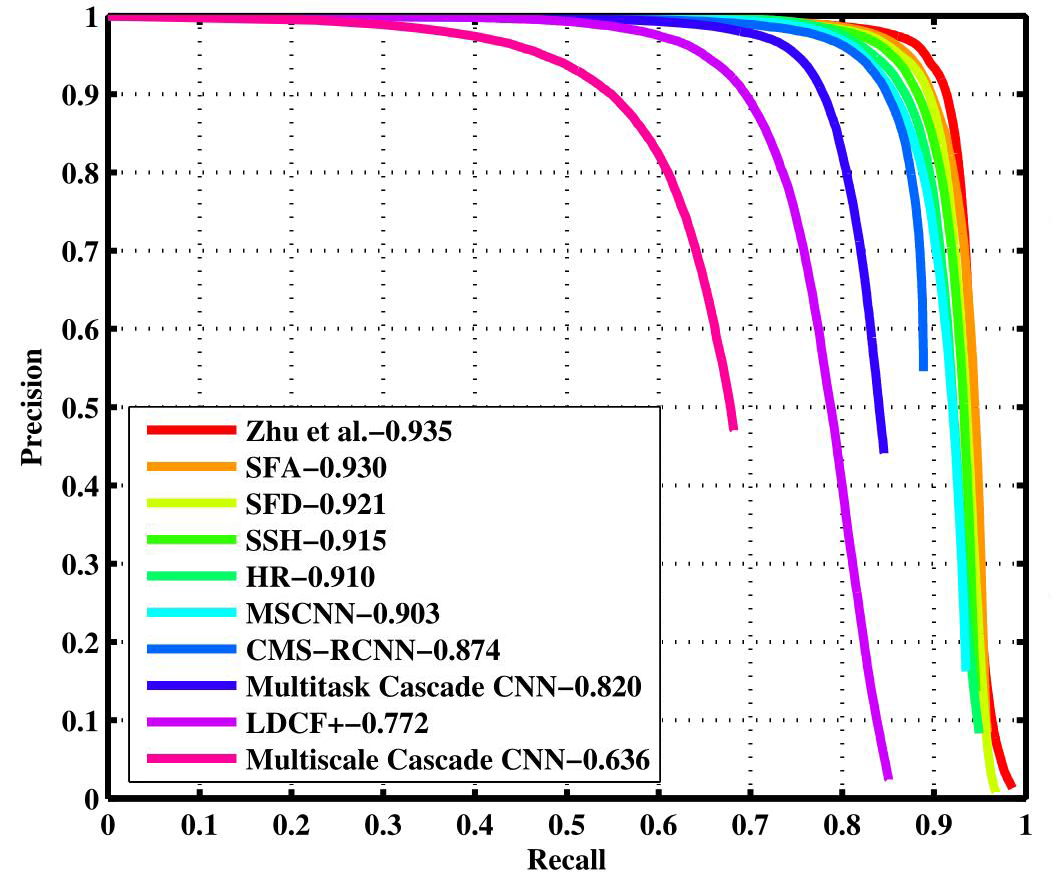 1
0.9
0.8
0.7
0.6
0.5
0.4
0.3
0.2
0.1
0
Precision
Zhu et al.−0.935
SFA−0.930
SFD−0.921
SSH−0.915
HR−0.910
MSCNN−0.903
CMS−RCNN−0.874
Multitask Cascade CNN−0.820
LDCF+−0.772
Multiscale Cascade CNN−0.636
0 0.1 0.2 0.3 0.4 0.5 0.6 0.7 0.8 0.9 1
Recall